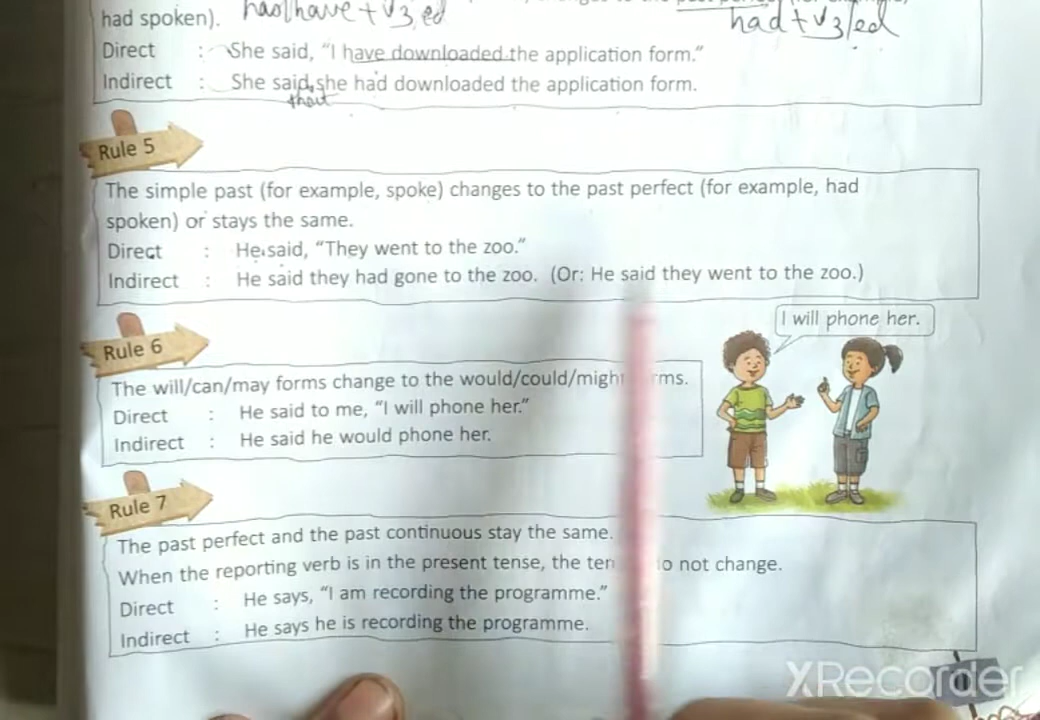 had spoken). has/have + V3, ed
had + V3/ed
Direct : She said, "I have downloaded the application form."
Indirect : She said, she had downloaded the application form.
that
Rule 5
The simple past (for example, spoke) changes to the past perfect (for example, had
spoken) or stays the same.
Direct : He said, "They went to the zoo."
Indirect : He said they had gone to the zoo. (Or: He said they went to the zoo.)
I will phone her.
Rule 6
The will/can/may forms change to the would/could/might
Direct : He said to me, "I will phone her."
Indirect : He said he would phone her.
Rule 7
The past perfect and the past continuous stay the same.
When the reporting verb is in the present tense, the not change.
Direct : He says, "I am recording the programme."
Indirect : He says he is recording the programme.
XRecorder